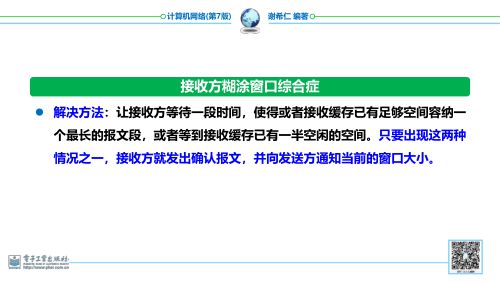 计算机网络(第7版) 谢希仁 编著
接收方糊涂窗口综合症
● 解决方法：让接收方等待一段时间，使得或者接收缓存已有足够空间容纳一
个最长的报文段，或者等到接收缓存已有一半空闲的空间。只要出现这两种
情况之一，接收方就发出确认报文，并向发送方通知当前的窗口大小。
电子工业出版社
http://www.phei.com.cn